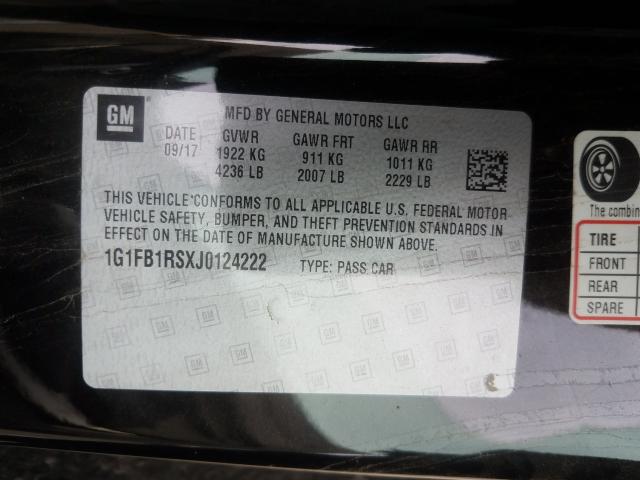 GM
MFD BY GENERAL MOTORS LLC
DATE GVWR GAWR FRT GAWR RR
09/17 1922 KG 911 KG 1011 KG
4236 LB 2007 LB 2229 LB
THIS VEHICLE CONFORMS TO ALL APPLICABLE U.S. FEDERAL MOTOR
VEHICLE SAFETY, BUMPER, AND THEFT PREVENTION STANDARDS IN
EFFECT ON THE DATE OF MANUFACTURE SHOWN ABOVE.
1G1FB1RSXJ0124222 TYPE: PASS CAR
The combin
TIRE
FRONT
REAR
SPARE